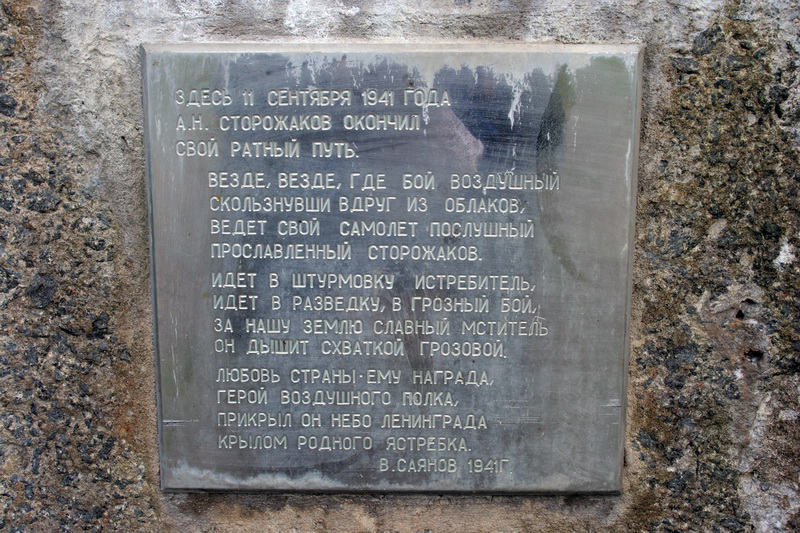 ЗДЕСЬ 11 СЕНТЯБРЯ 1941 ГОДА
А.Н. СТОРОЖАКОВ ОКОНЧИЛ
СВОЙ РАТНЫЙ ПУТЬ.
ВЕЗДЕ, ВЕЗДЕ, ГДЕ БОЙ ВОЗДУШНЫЙ
СКОЛЬЗНУВШИ ВДРУГ ИЗ ОБЛАКОВ,
ВЕДЕТ СВОЙ САМОЛЕТ ПОСЛУШНЫЙ
ПРОСЛАВЛЕННЫЙ СТОРОЖАКОВ.
ИДЕТ В ШТУРМОВКУ ИСТРЕБИТЕЛЬ,
ИДЕТ В РАЗВЕДКУ, В ГРОЗНЫЙ БОЙ,
ЗА НАШУ ЗЕМЛЮ СЛАВНЫЙ МСТИТЕЛЬ
ОН ДЫШИТ СХВАТКОЙ ГРОЗОВОЙ.
ЛЮБОВЬ СТРАНЫ - ЕМУ НАГРАДА,
ГЕРОЙ ВОЗДУШНОГО ПОЛКА,
ПРИКРЫЛ ОН НЕБО ЛЕНИНГРАДА
КРЫЛОМ РОДНОГО ЯСТРЕБКА.
В.САЯНОВ 1941Г.